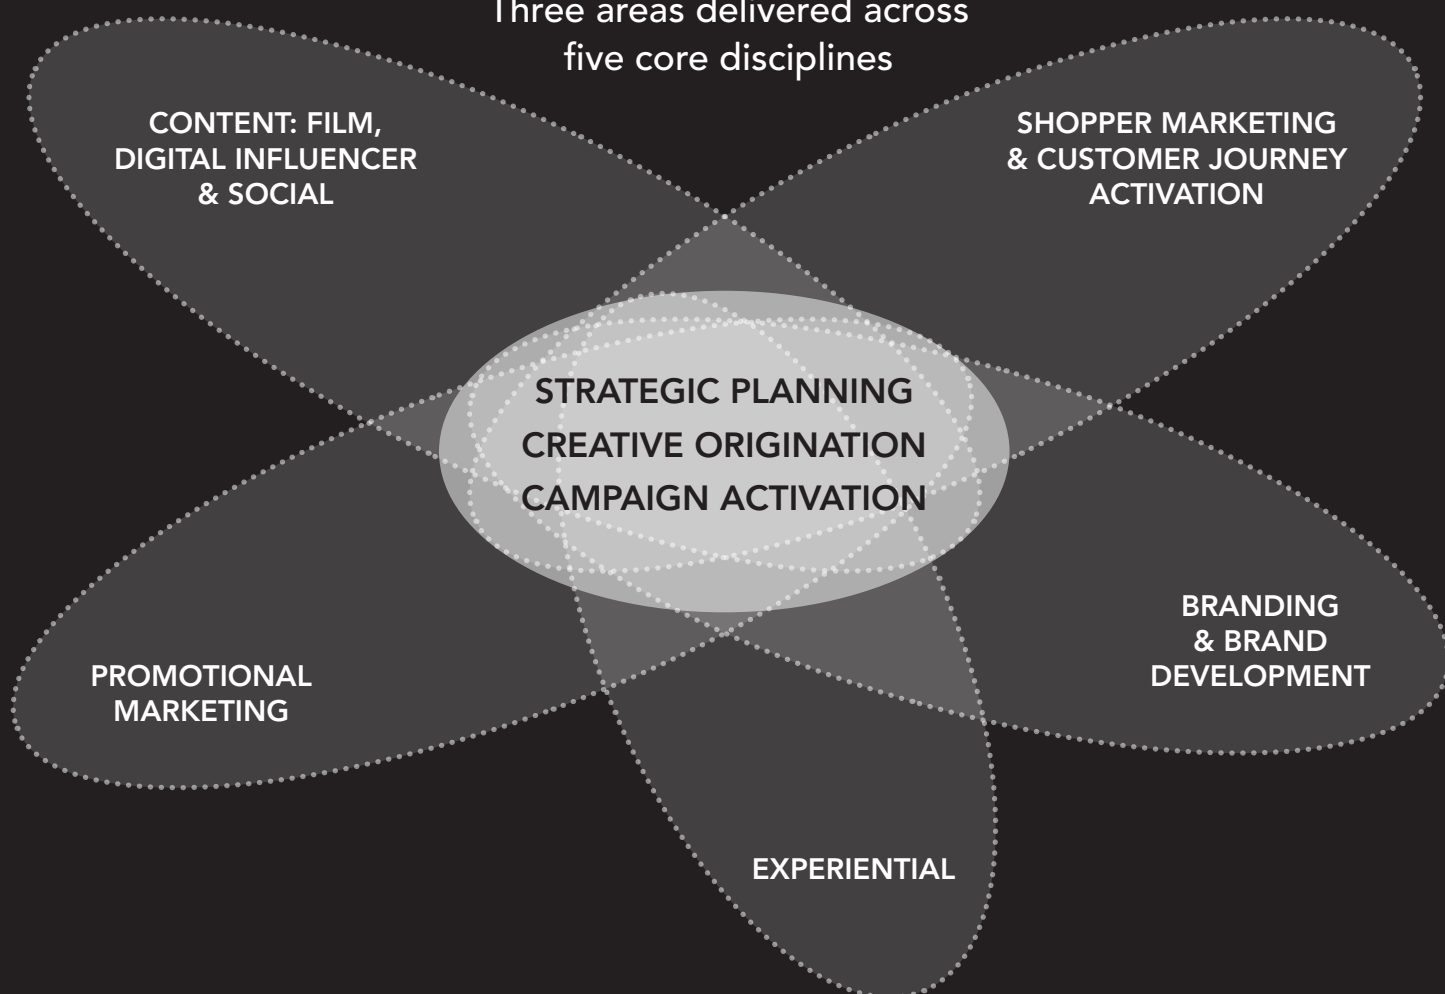 Three areas delivered across
five core disciplines
CONTENT: FILM,
DIGITAL INFLUENCER
& SOCIAL
SHOPPER MARKETING
& CUSTOMER JOURNEY
ACTIVATION
STRATEGIC PLANNING
CREATIVE ORIGINATION
CAMPAIGN ACTIVATION
BRANDING
& BRAND
DEVELOPMENT
PROMOTIONAL
MARKETING
EXPERIENTIAL